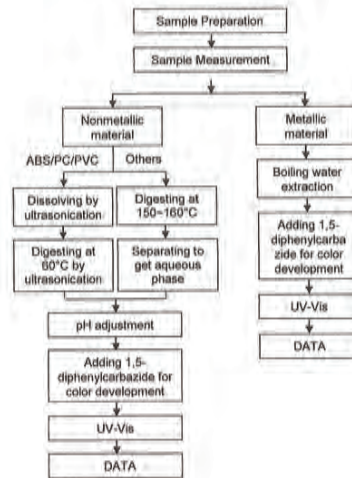 Sample Preparation
Sample Measurement
Nonmetallic
material
Metallic
material
ABS/PC/PVC
Others
Boiling water
extraction
Dissolving by
ultrasonication
Digesting at
150~160°C
Adding 1,5-
diphenylcarba
zide for color
development
Digesting at
60°C by
ultrasonication
Separating to
get aqueous
phase
UV-Vis
pH adjustment
DATA
Adding 1,5-
diphenylcarbazide for
color development
UV-Vis
DATA